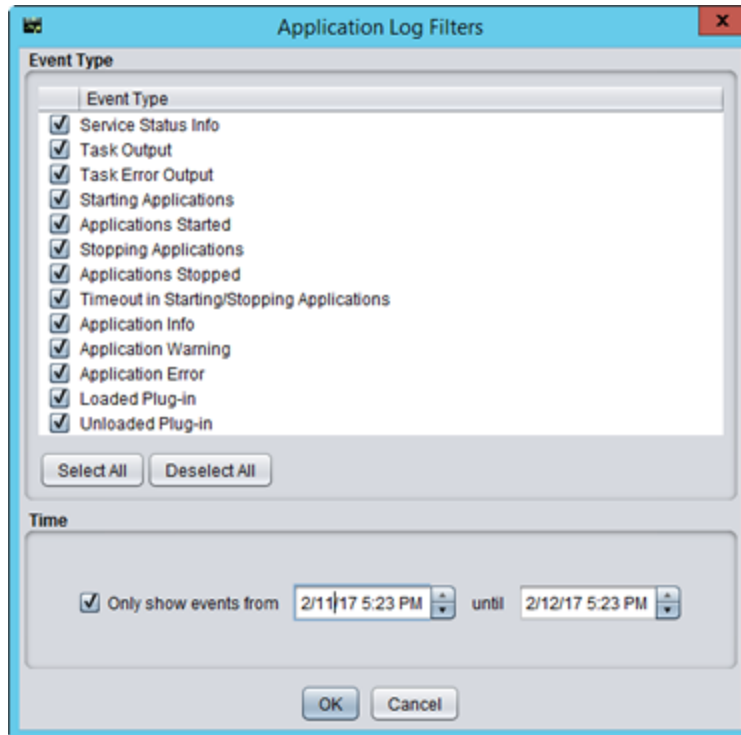 Application Log Filters
x
Event Type
Event Type
Service Status Info
Task Output
Task Error Output
Starting Applications
Applications Started
Stopping Applications
Applications Stopped
Timeout in Starting/Stopping Applications
Application Info
Application Warning
Application Error
Loaded Plug-in
Unloaded Plug-in
Select All Deselect All
Time
Only show events from 2/11/17 5:23 PM until 2/12/17 5:23 PM
OK Cancel